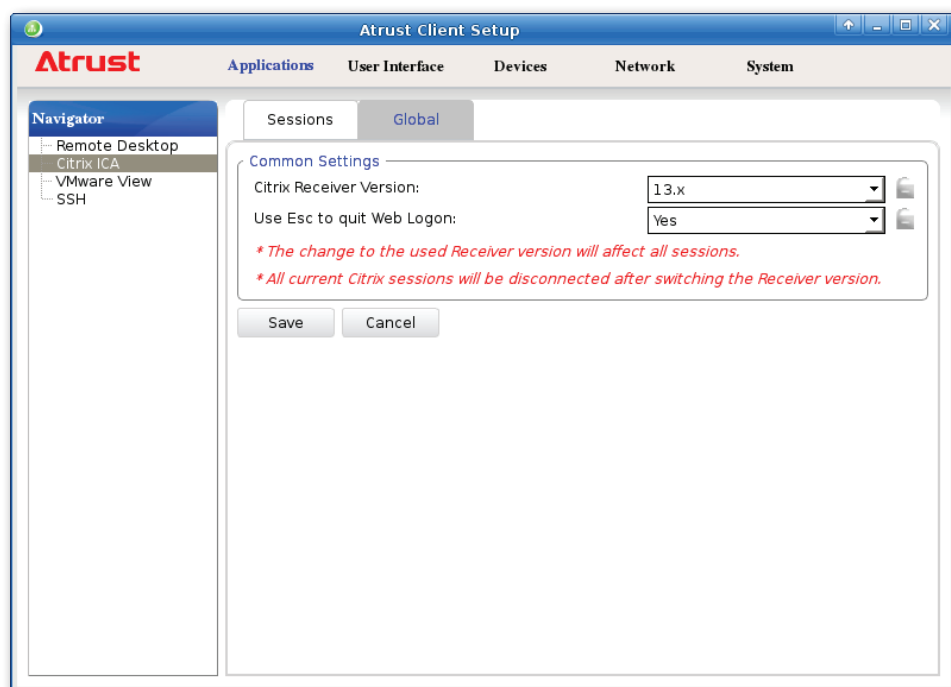 Atrust Client Setup
Atrust
Applications User Interface Devices Network System
Navigator
Remote Desktop
Citrix ICA
VMware View
SSH
Sessions Global
Common Settings
Citrix Receiver Version: 13.x
Use Esc to quit Web Logon: Yes
* The change to the used Receiver version will affect all sessions.
* All current Citrix sessions will be disconnected after switching the Receiver version.
Save Cancel